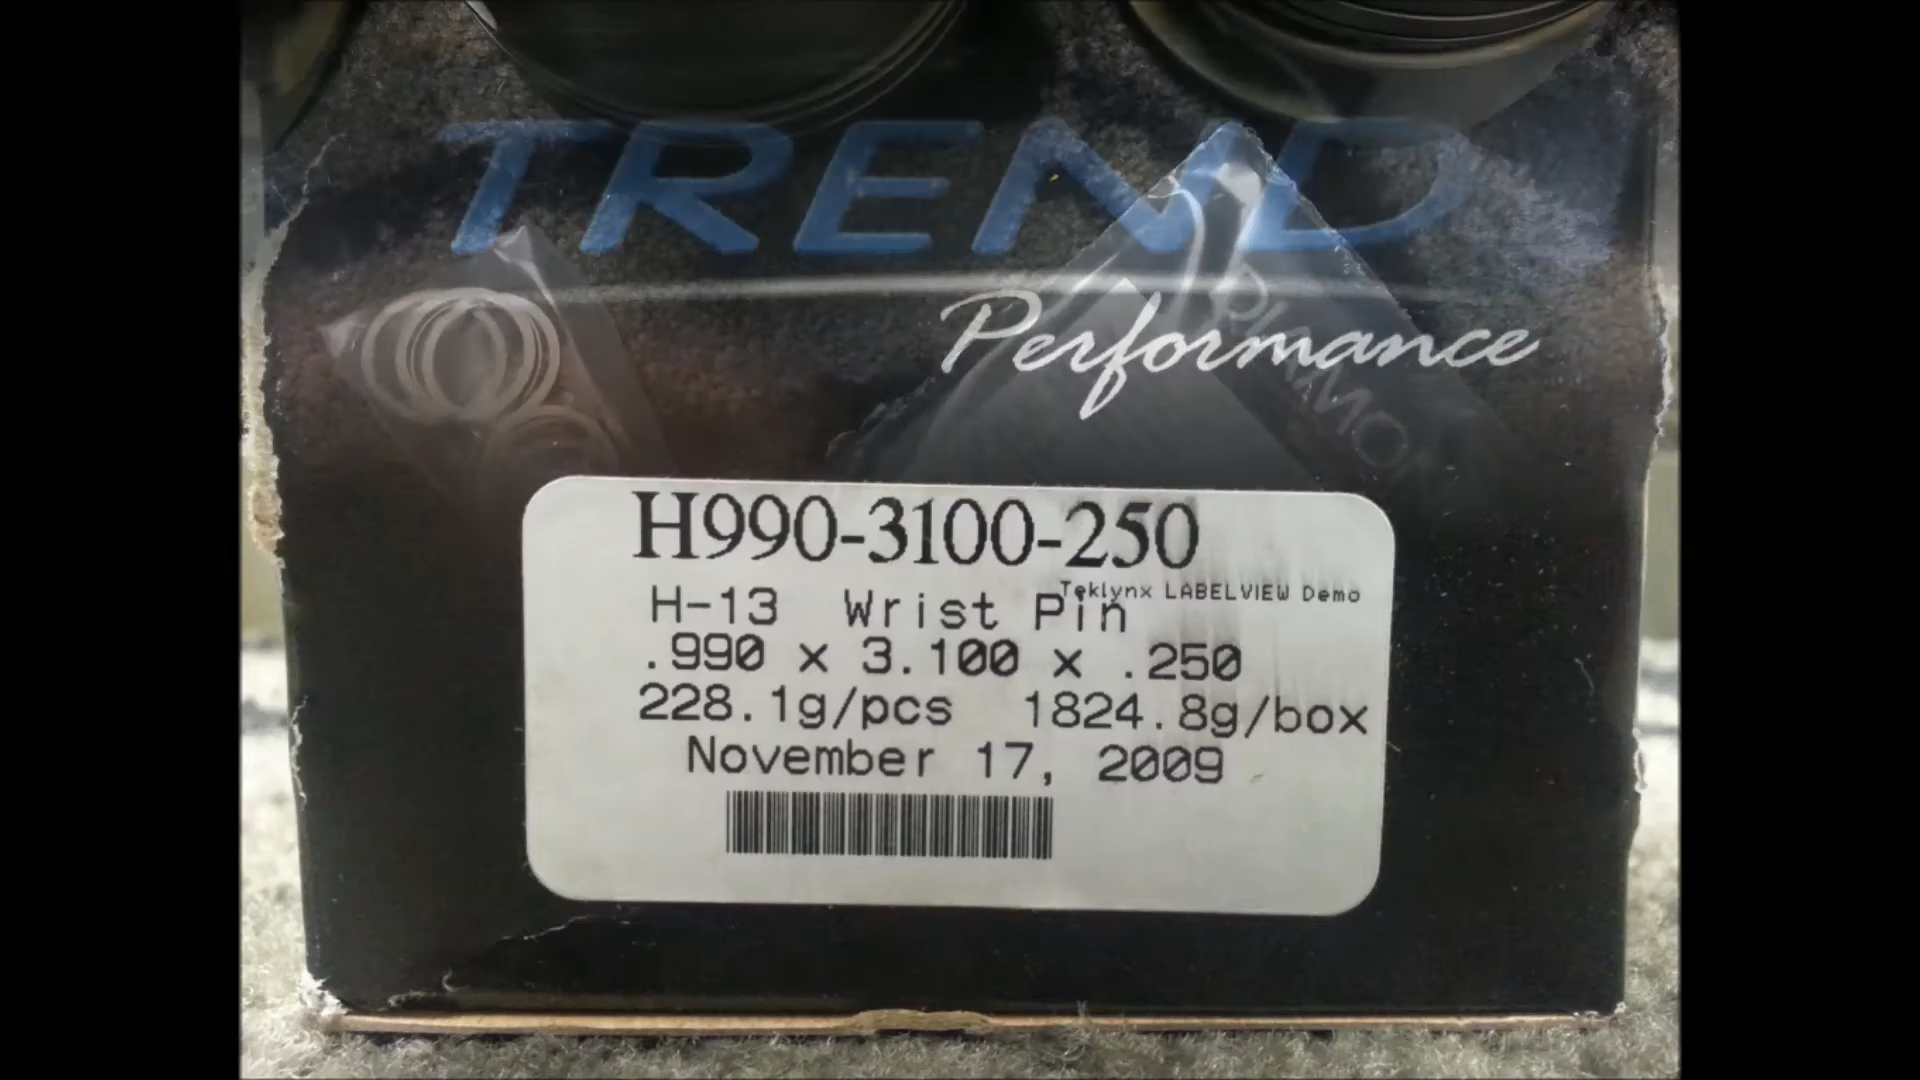 TREND
Performance
H990-3100-250
Teklynx LABELVIEW Demo
H-13 Wrist Pin
.990 x 3.100 x .250
228.1g/pcs 1824.8g/box
November 17, 2009